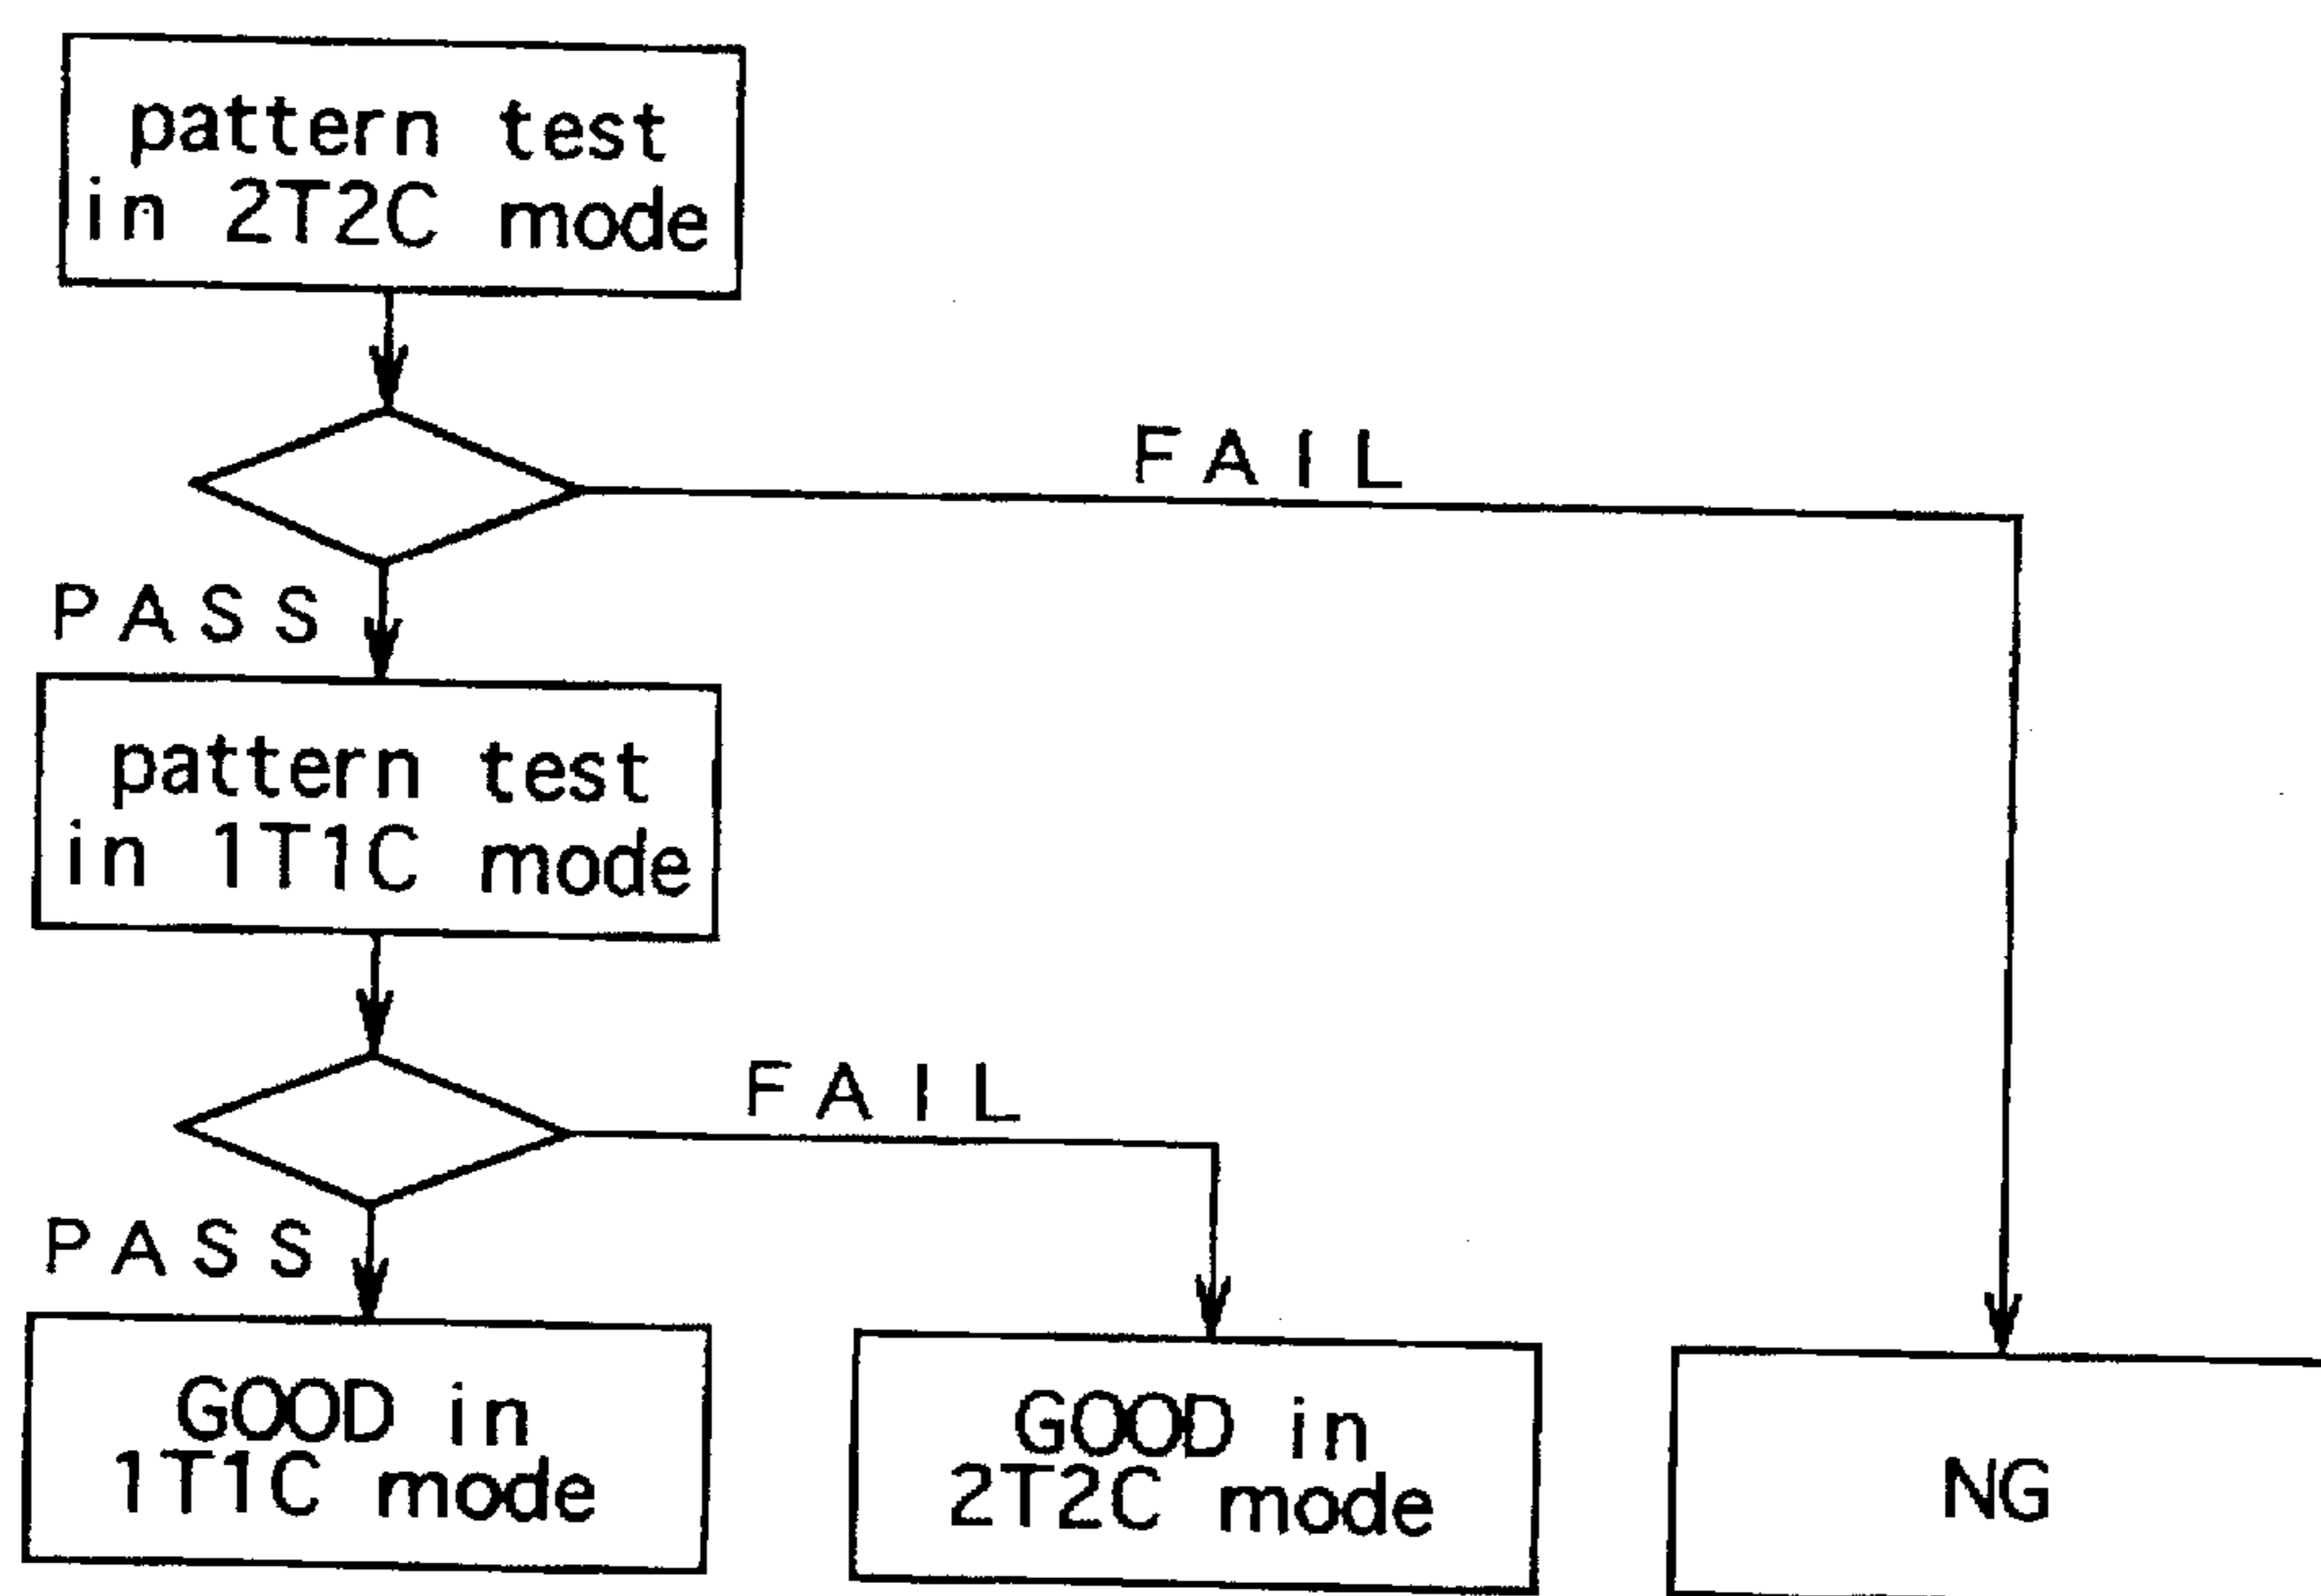 pattern test
in 2T2C mode
FAIL
PASS
pattern test
in 1T1C mode
FAIL
PASS
GOOD in
1T1C mode
GOOD in
2T2C mode
NG